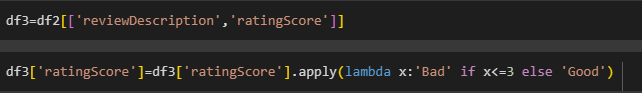 df3=df2[['reviewDescription','ratingScore']]
df3['ratingScore']=df3['ratingScore'].apply(lambda x:'Bad' if x<=3 else 'Good')